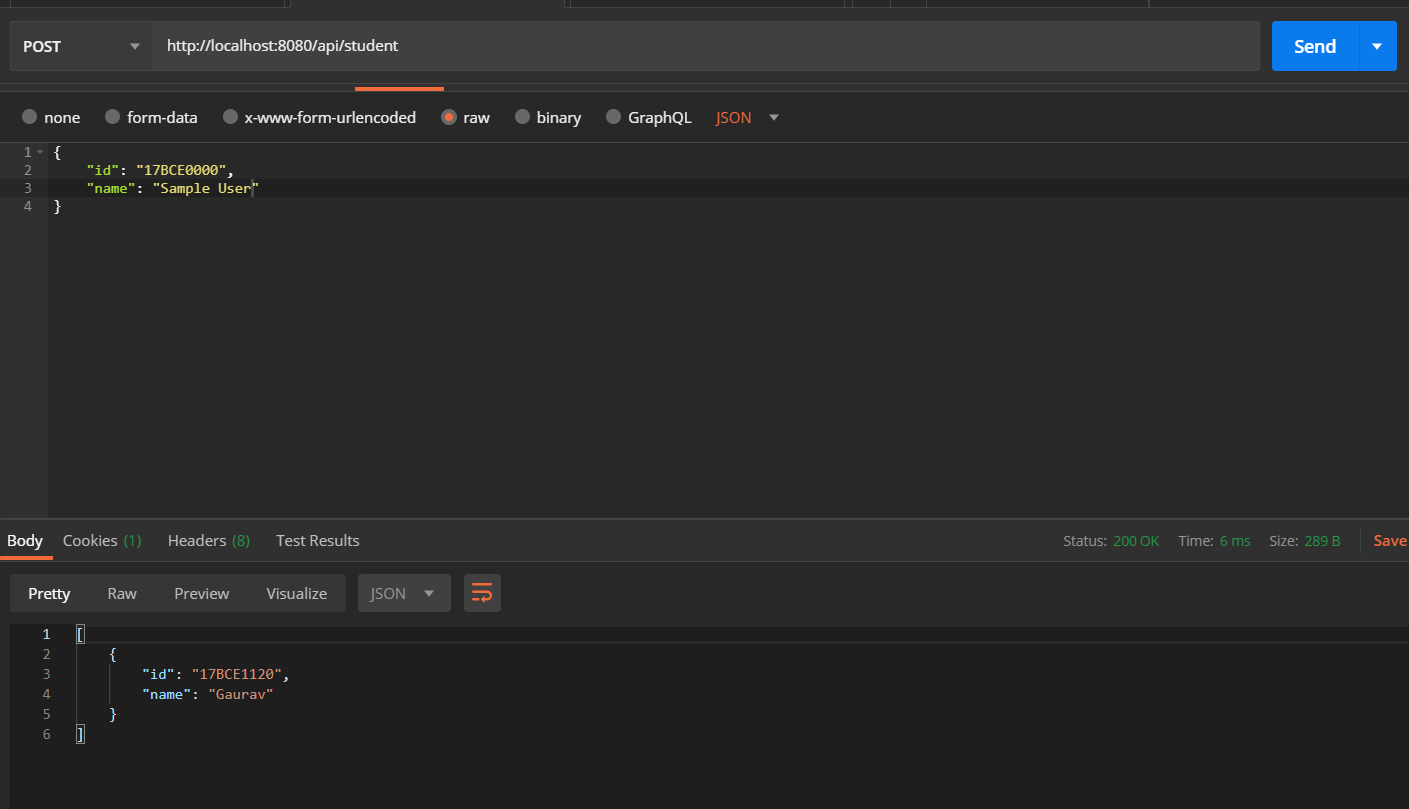 POST http://localhost:8080/api/student Send
none form-data x-www-form-urlencoded raw binary GraphQL JSON
1 {
2 "id": "17BCE0000",
3 "name": "Sample User"
4 }
Body Cookies (1) Headers (8) Test Results Status: 200 OK Time: 6 ms Size: 289 B Save
Pretty Raw Preview Visualize JSON
1 [
2 {
3 "id": "17BCE1120",
4 "name": "Gaurav"
5 }
6 ]